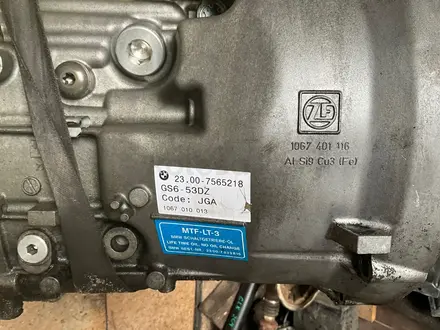 ZF
1067 401 116
Al Si9 Cu3 (Fe)
23.00-7565218
GS6-53DZ
Code: JGA
1067 010 013
MTF-LT-3
BMW SCHALTGETRIEBE-ÖL
LIFE TIME OIL, NO OIL CHANGE